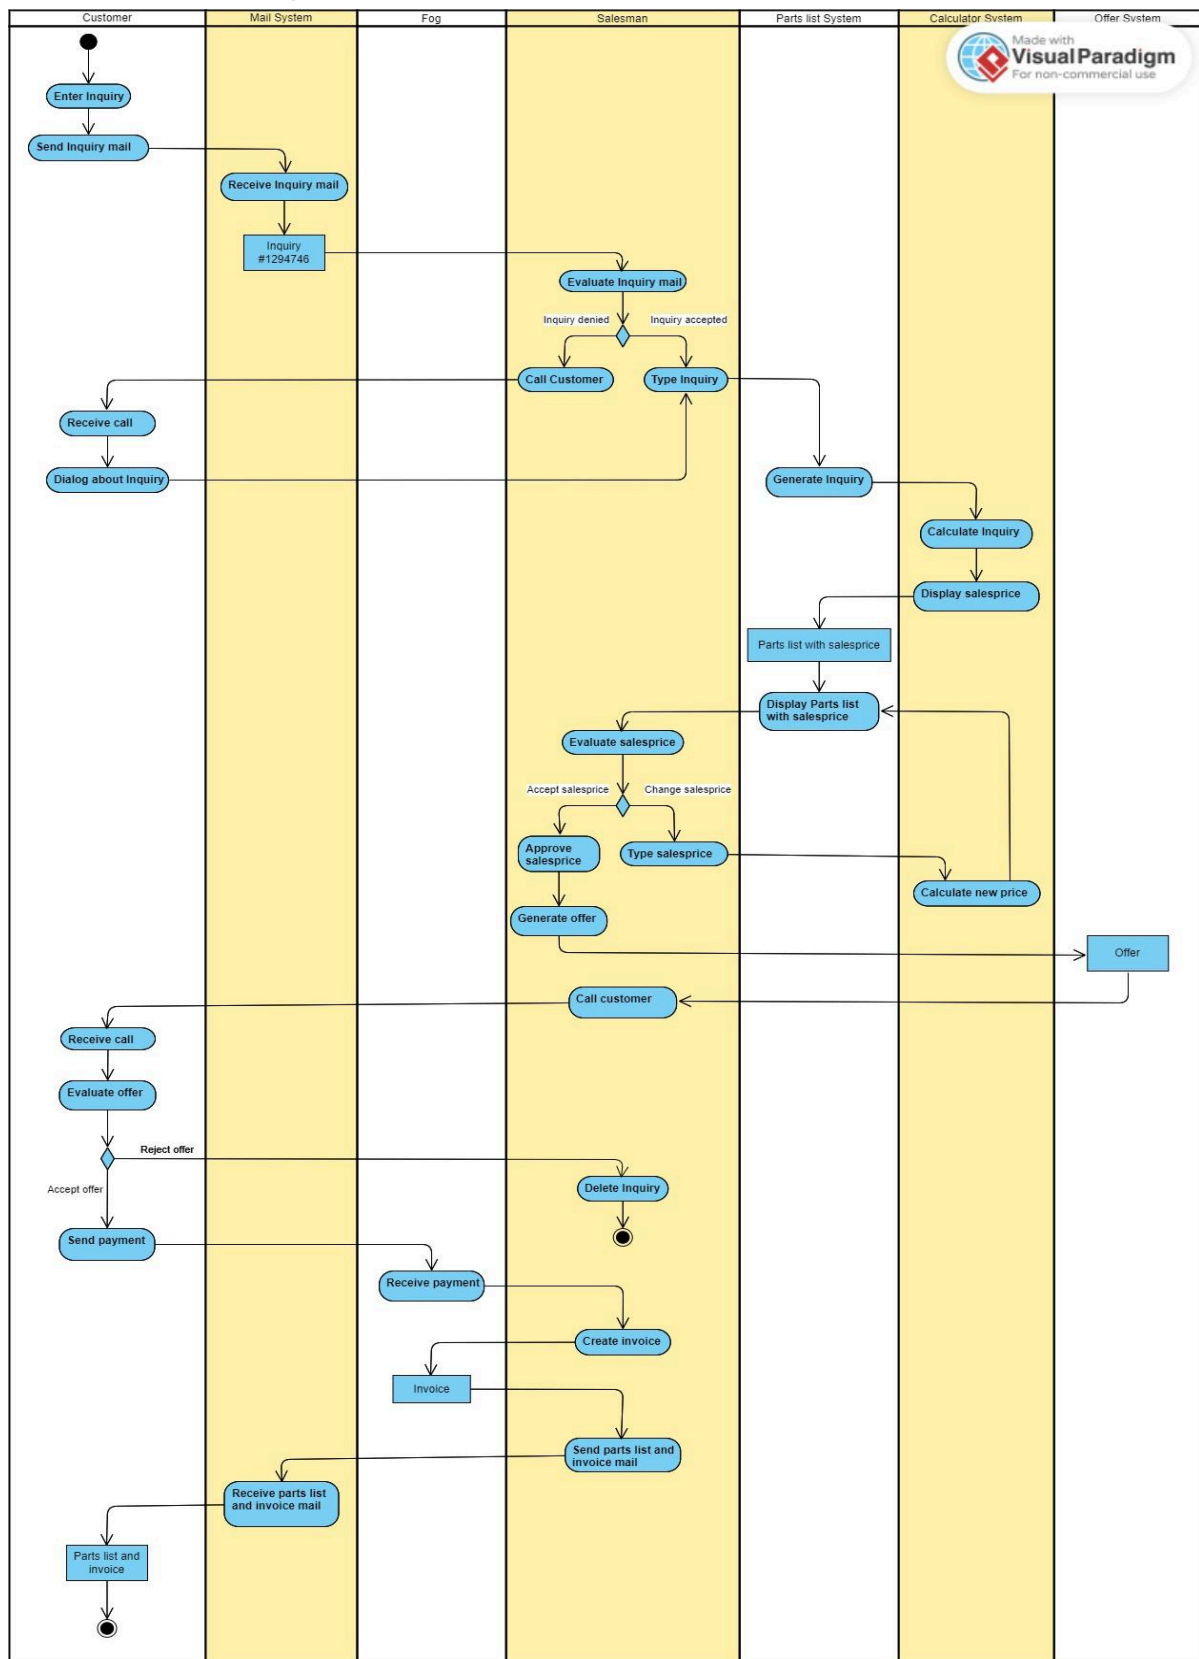 Customer
Mail System
Fog
Salesman
Parts list System
Calculator System
Offer System
Made with
Visual Paradigm
For non-commercial use
Enter Inquiry
Send Inquiry mail
Receive Inquiry mail
Inquiry
#1294746
Evaluate Inquiry mail
Inquiry denied
Inquiry accepted
Call Customer
Type Inquiry
Receive call
Dialog about Inquiry
Generate Inquiry
Calculate Inquiry
Display salesprice
Parts list with salesprice
Display Parts list
with salesprice
Evaluate salesprice
Accept salesprice
Change salesprice
Approve
salesprice
Type salesprice
Calculate new price
Generate offer
Offer
Call customer
Receive call
Evaluate offer
Reject offer
Accept offer
Delete Inquiry
Send payment
Receive payment
Create invoice
Invoice
Send parts list and
invoice mail
Receive parts list
and invoice mail
Parts list and
invoice